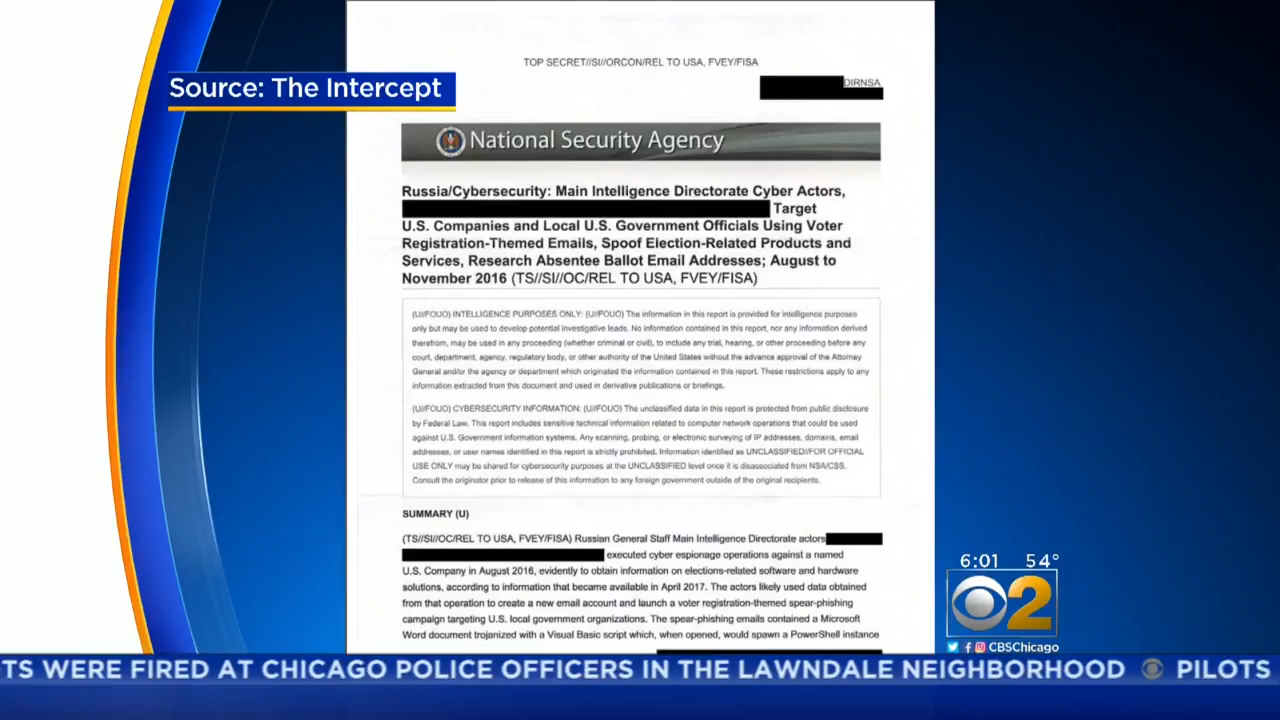 Source: The Intercept
TOP SECRET//SI//ORCON/REL TO USA, FVEY/FISA
DIRNSA
National Security Agency
Russia/Cybersecurity: Main Intelligence Directorate Cyber Actors,
Target
U.S. Companies and Local U.S. Government Officials Using Voter
Registration-Themed Emails, Spoof Election-Related Products and
Services, Research Absentee Ballot Email Addresses; August to
November 2016 (TS//SI//OC/REL TO USA, FVEY/FISA)
(U//FOUO) INTELLIGENCE PURPOSES ONLY: (U//FOUO) The information in this report is provided for intelligence purposes
only but may be used to develop potential investigative leads. No information contained in this report, nor any information derived
therefrom, may be used in any proceeding (whether criminal or civil), to include any trial, hearing, or other proceeding before any
court, department, agency, regulatory body, or other authority of the United States without the advance approval of the Attorney
General and/or the agency or department which originated the information contained in this report. These restrictions apply to any
information extracted from this document and used in derivative publications or briefings.
(U//FOUO) CYBERSECURITY INFORMATION: (U//FOUO) The unclassified data in this report is protected from public disclosure
by Federal Law. This report includes sensitive technical information related to computer network operations that could be used
against U.S. Government information systems. Any scanning, probing, or electronic surveying of IP addresses, domains, email
addresses, or user names identified in this report is strictly prohibited. Information identified as UNCLASSIFIED//FOR OFFICIAL
USE ONLY may be shared for cybersecurity purposes at the UNCLASSIFIED level once it is disassociated from NSA/CSS.
Consult the originator prior to release of this information to any foreign government outside of the original recipients.
SUMMARY (U)
(TS//SI//OC/REL TO USA, FVEY/FISA) Russian General Staff Main Intelligence Directorate actors
executed cyber espionage operations against a named
U.S. Company in August 2016, evidently to obtain information on elections-related software and hardware
solutions, according to information that became available in April 2017. The actors likely used data obtained
from that operation to create a new email account and launch a voter registration-themed spear-phishing
campaign targeting U.S. local government organizations. The spear-phishing emails contained a Microsoft
Word document trojanized with a Visual Basic script which, when opened, would spawn a PowerShell instance
6:01 54°
2
CBSChicago
TS WERE FIRED AT CHICAGO POLICE OFFICERS IN THE LAWNDALE NEIGHBORHOOD PILOTS